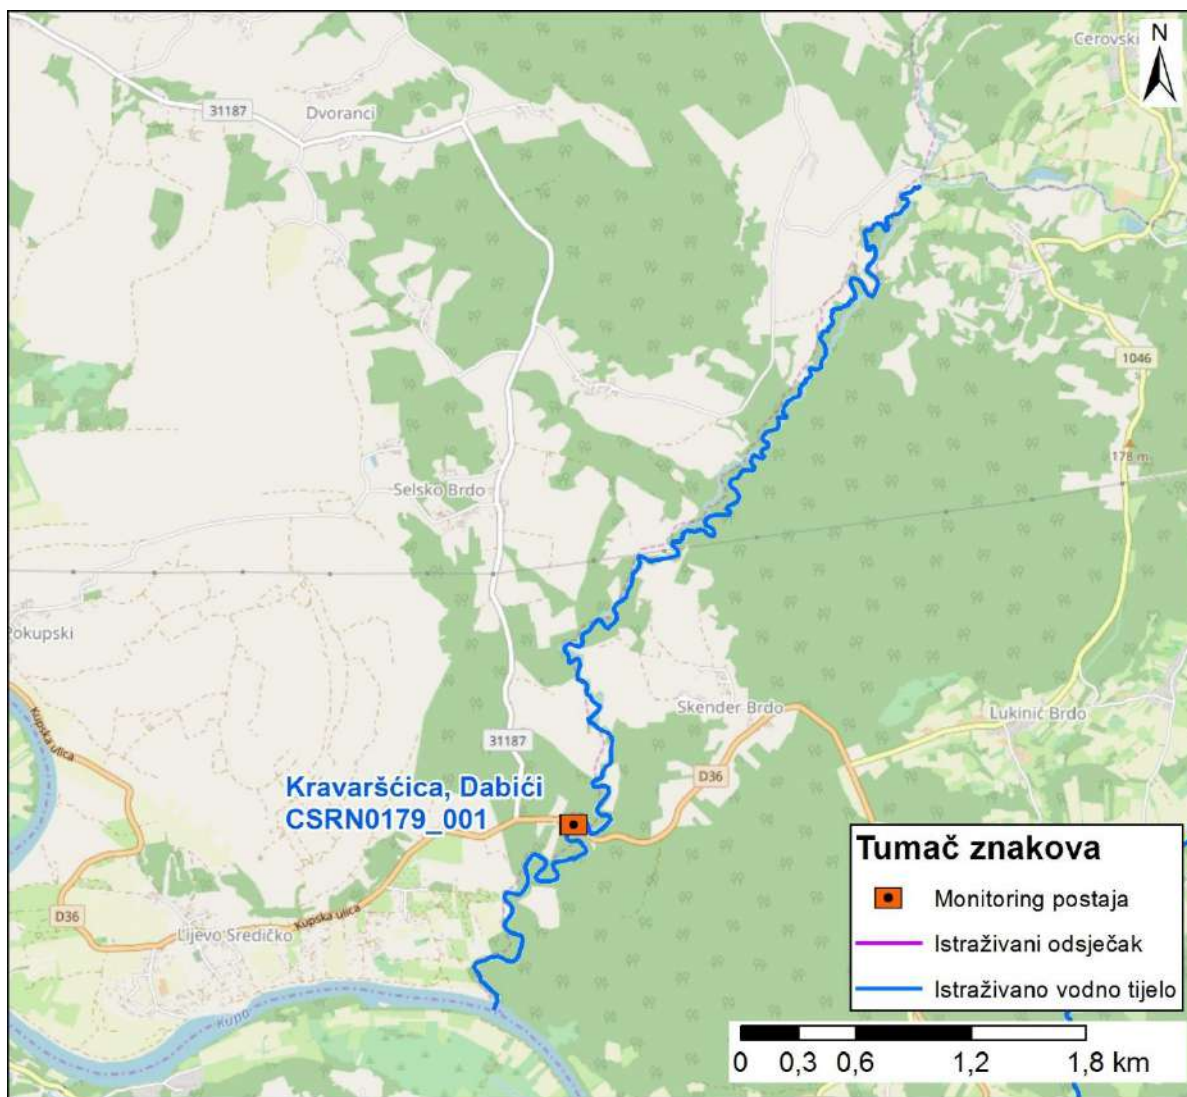 N
Cerovski
31187
Dvoranci
1046
178 m
Selsko Brdo
Pokupski
Kupska ulica
Skender Brdo
Lukinić Brdo
31187
D36
Kravaršćica, Dabići
CSRN0179_001
D36
Kupska ulica
Lijevo Sredičko
Kupa
Tumač znakova
Monitoring postaja
Istraživani odsječak
Istraživano vodno tijelo
0 0,3 0,6 1,2 1,8 km